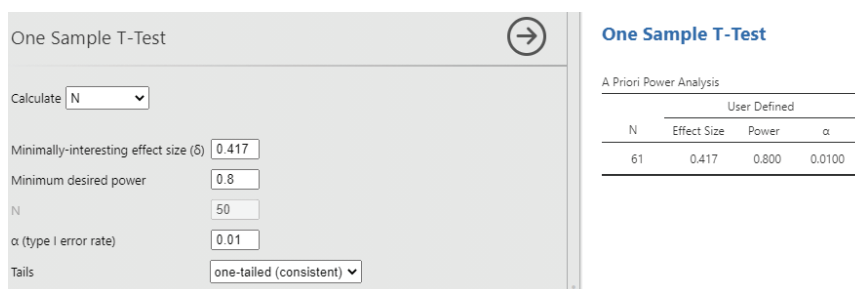 One Sample T-Test
Calculate N
Minimally-interesting effect size (δ) 0.417
Minimum desired power 0.8
N 50
α (type I error rate) 0.01
Tails one-tailed (consistent)
One Sample T-Test
A Priori Power Analysis
User Defined
N Effect Size Power α
61 0.417 0.800 0.0100